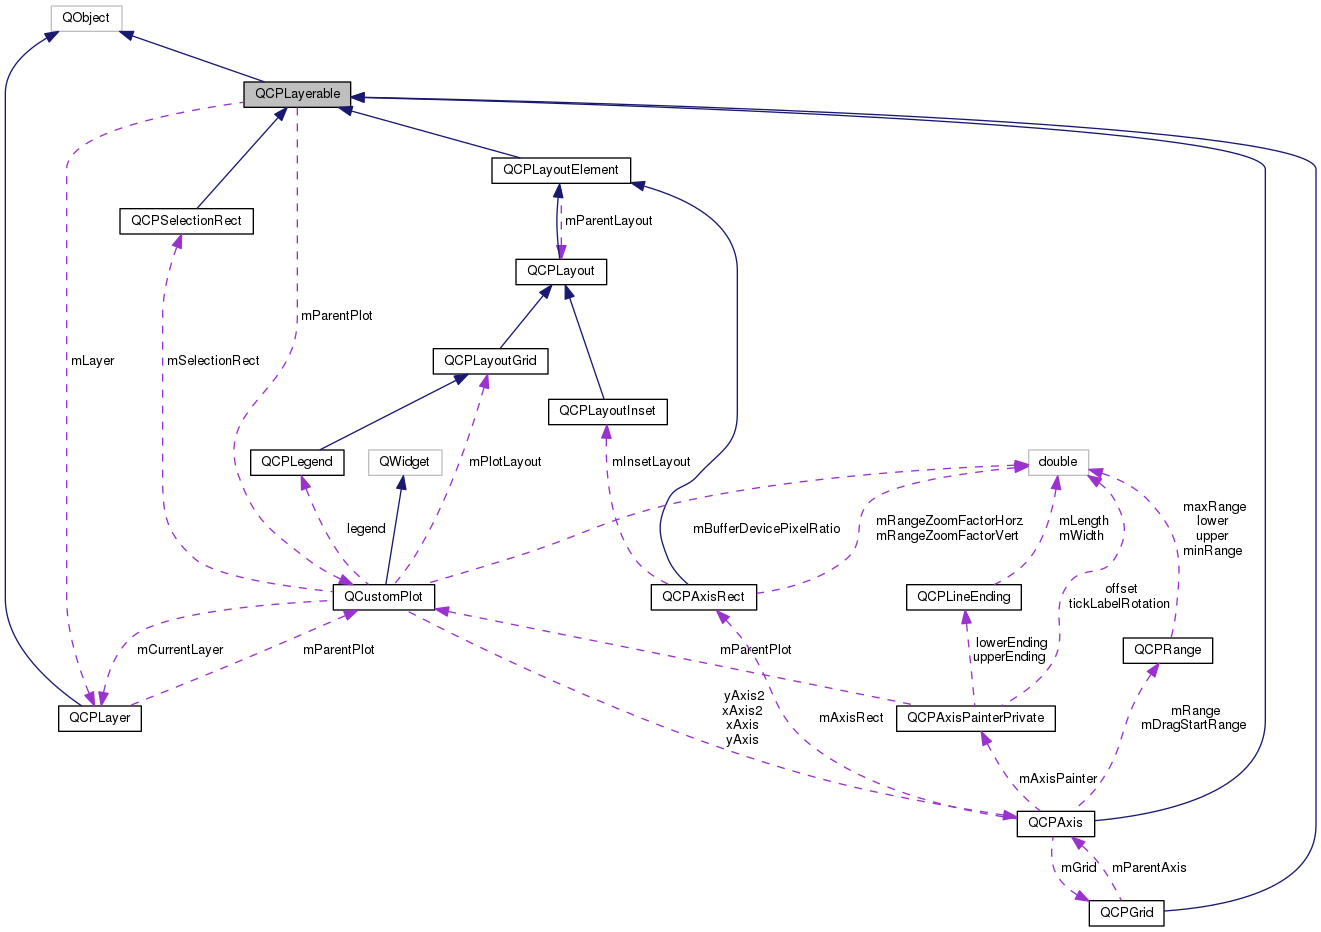 QObject
QCPLayerable
QCPLayoutElement
QCPSelectionRect
mParentLayout
QCPLayout
mParentPlot
mLayer
mSelectionRect
QCPLayoutGrid
QCPLayoutInset
QCPLegend
QWidget
mPlotLayout
mInsetLayout
double
legend
mBufferDevicePixelRatio
mRangeZoomFactorHorz
mRangeZoomFactorVert
mLength
mWidth
maxRange
lower
upper
minRange
QCustomPlot
QCPAxisRect
QCPLineEnding
offset
tickLabelRotation
mCurrentLayer
mParentPlot
mParentPlot
lowerEnding
upperEnding
QCPRange
QCPLayer
yAxis2
xAxis2
xAxis
yAxis
mAxisRect
QCPAxisPainterPrivate
mRange
mDragStartRange
mAxisPainter
QCPAxis
mGrid
mParentAxis
QCPGrid